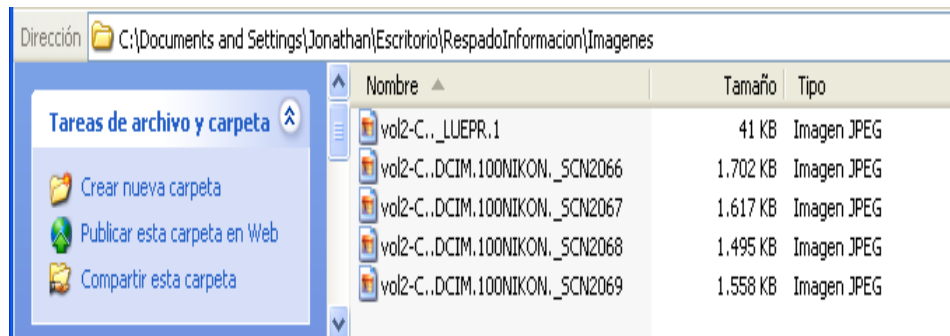 Dirección C:\Documents and Settings\Jonathan\Escritorio\RespadoInformacion\Imagenes
Tareas de archivo y carpeta
Crear nueva carpeta
Publicar esta carpeta en Web
Compartir esta carpeta
Nombre Tamaño Tipo
vol2-C.._LUEPR.1 41 KB Imagen JPEG
vol2-C..DCIM.100NIKON._SCN2066 1.702 KB Imagen JPEG
vol2-C..DCIM.100NIKON._SCN2067 1.617 KB Imagen JPEG
vol2-C..DCIM.100NIKON._SCN2068 1.495 KB Imagen JPEG
vol2-C..DCIM.100NIKON._SCN2069 1.558 KB Imagen JPEG